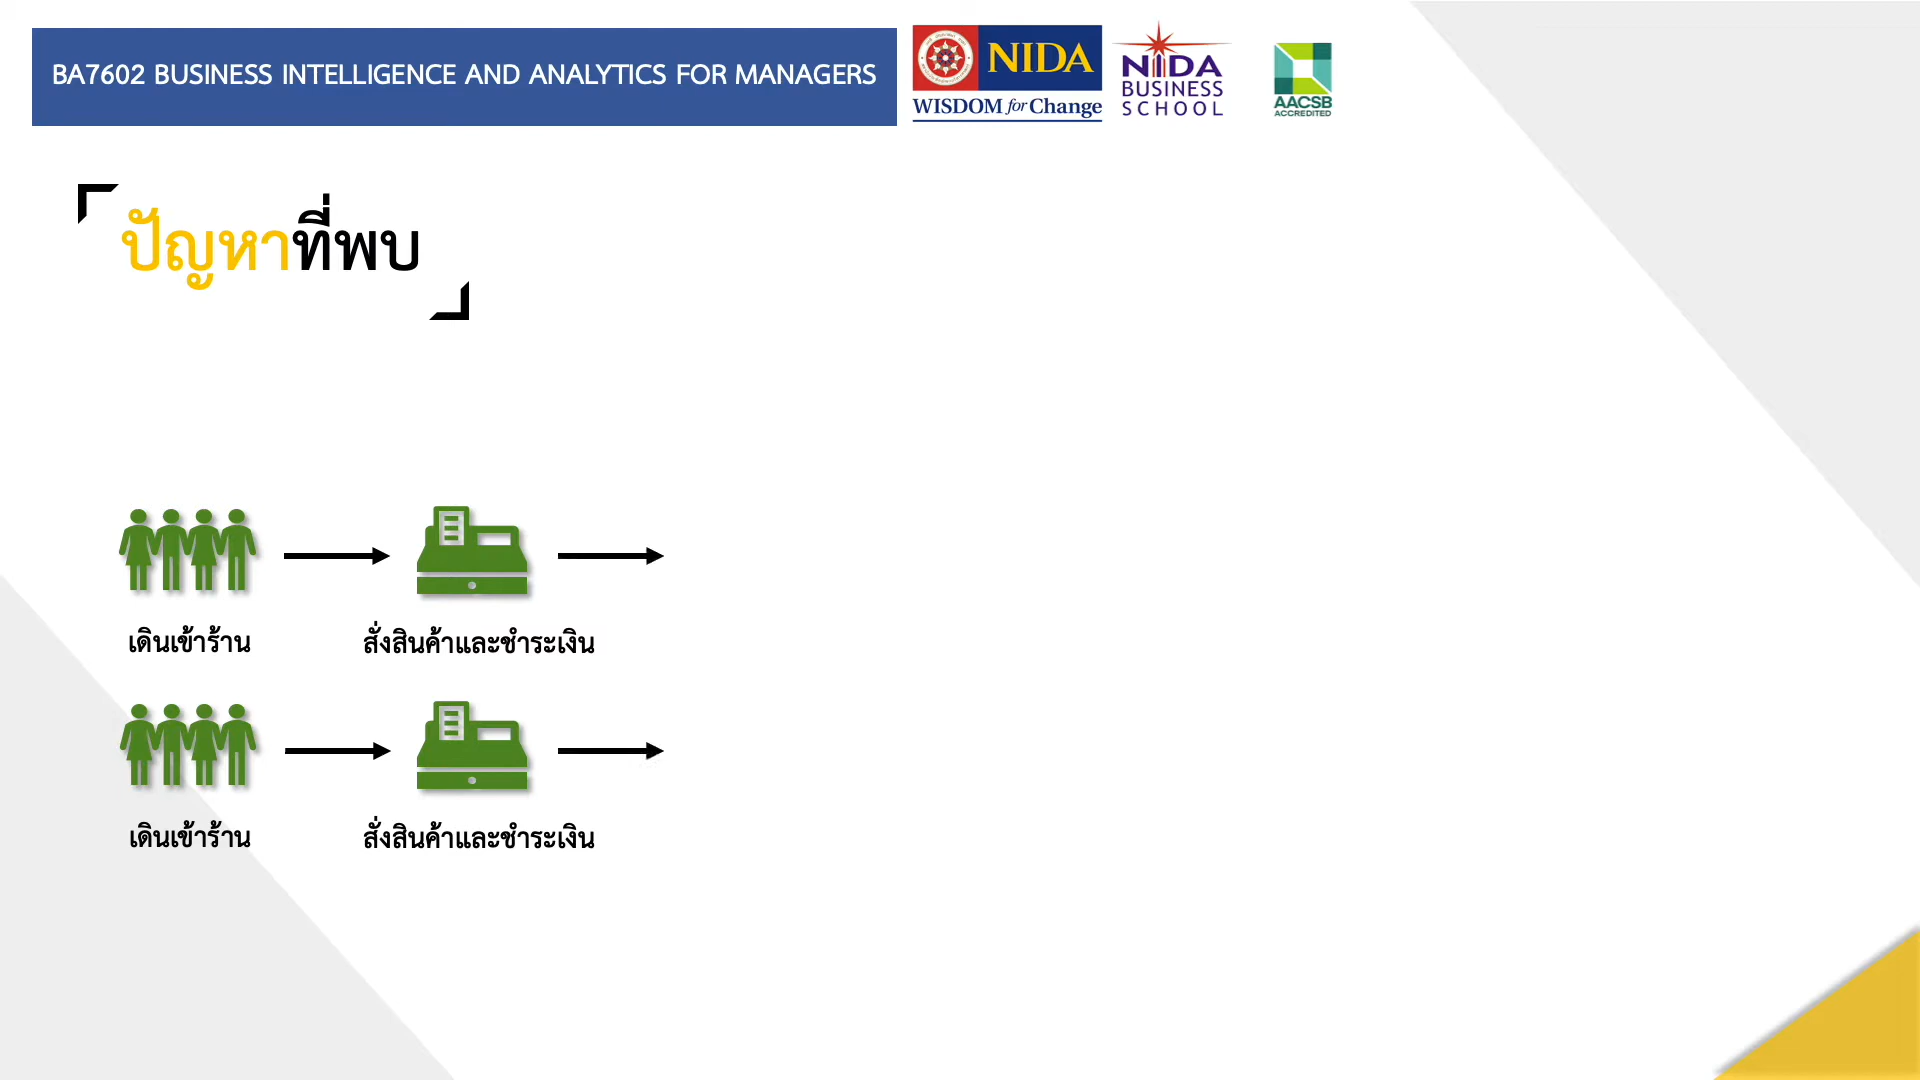 BA7602 BUSINESS INTELLIGENCE AND ANALYTICS FOR MANAGERS
NIDA
WISDOM for Change
NIDA
BUSINESS
SCHOOL
AACSB
ACCREDITED
ปัญหาที่พบ
เดินเข้าร้าน
สั่งสินค้าและชำระเงิน
เดินเข้าร้าน
สั่งสินค้าและชำระเงิน